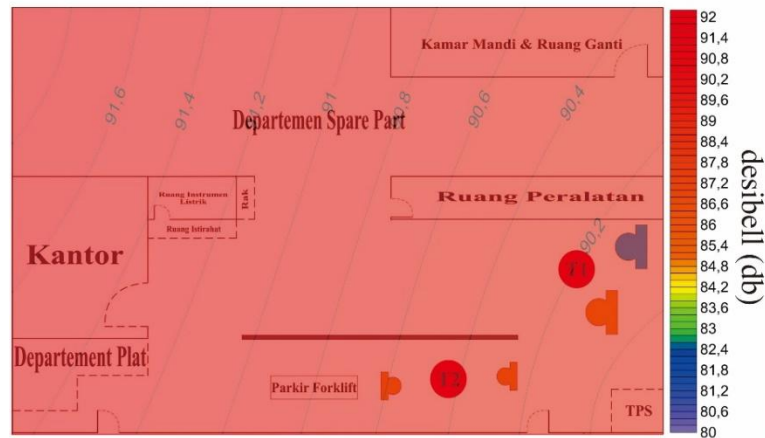 Kamar Mandi & Ruang Ganti
91,6
91,4
91,2
91
90,8
90,6
90,4
Departemen Spare Part
Ruang Instrumen
Listrik
Rak
Ruang Istirahat
Ruang Peralatan
90,2
Kantor
T1
Departement Plat
Parkir Forklift
T2
TPS
92
91,4
90,8
90,2
89,6
89
88,4
87,8
87,2
86,6
86
85,4
84,8
84,2
83,6
83
82,4
81,8
81,2
80,6
80
desibell (db)